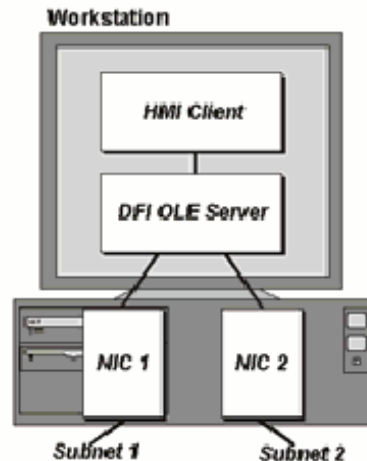 Workstation
HMI Client
DFI OLE Server
NIC 1
NIC 2
Subnet 1
Subnet 2